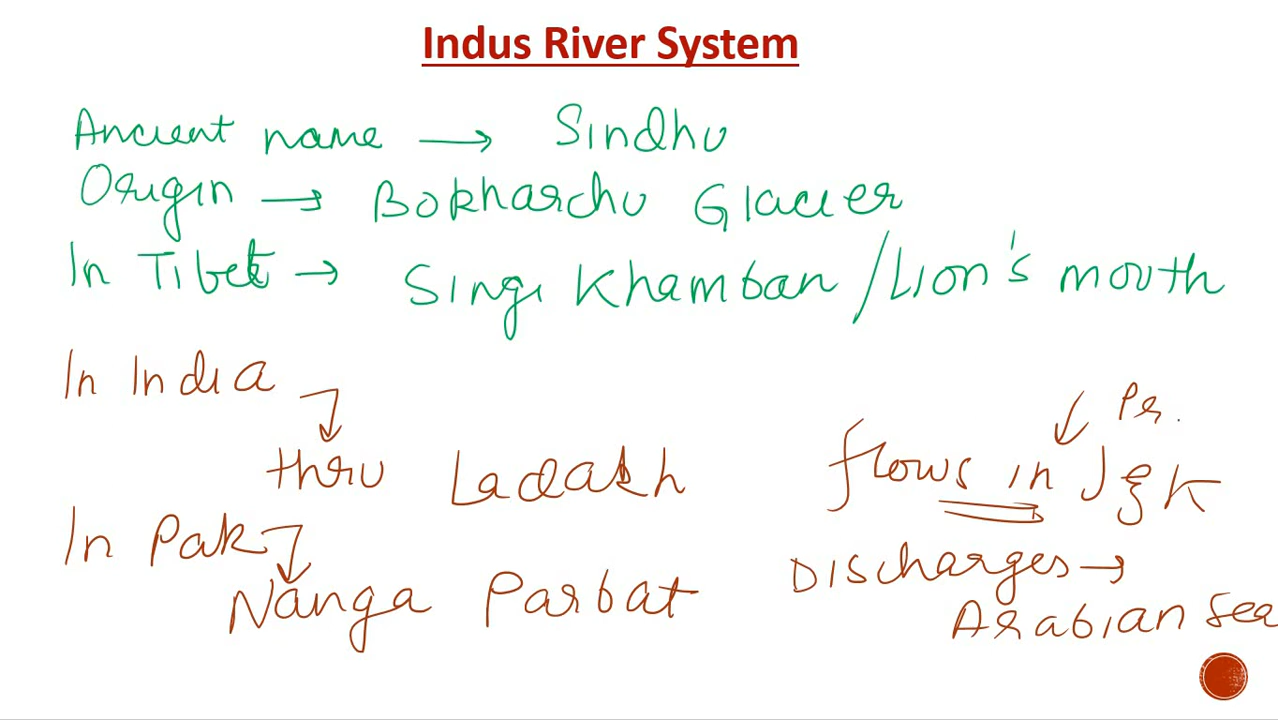 Indus River System
Ancient name → Sindhu
Origin → Bokharchu Glacier
In Tibet → Singi Khamban / Lion's mouth
In India
thru Ladakh
In Pak
Nanga Parbat
Pr.
flows in J & K
Discharges →
Arabian Sea